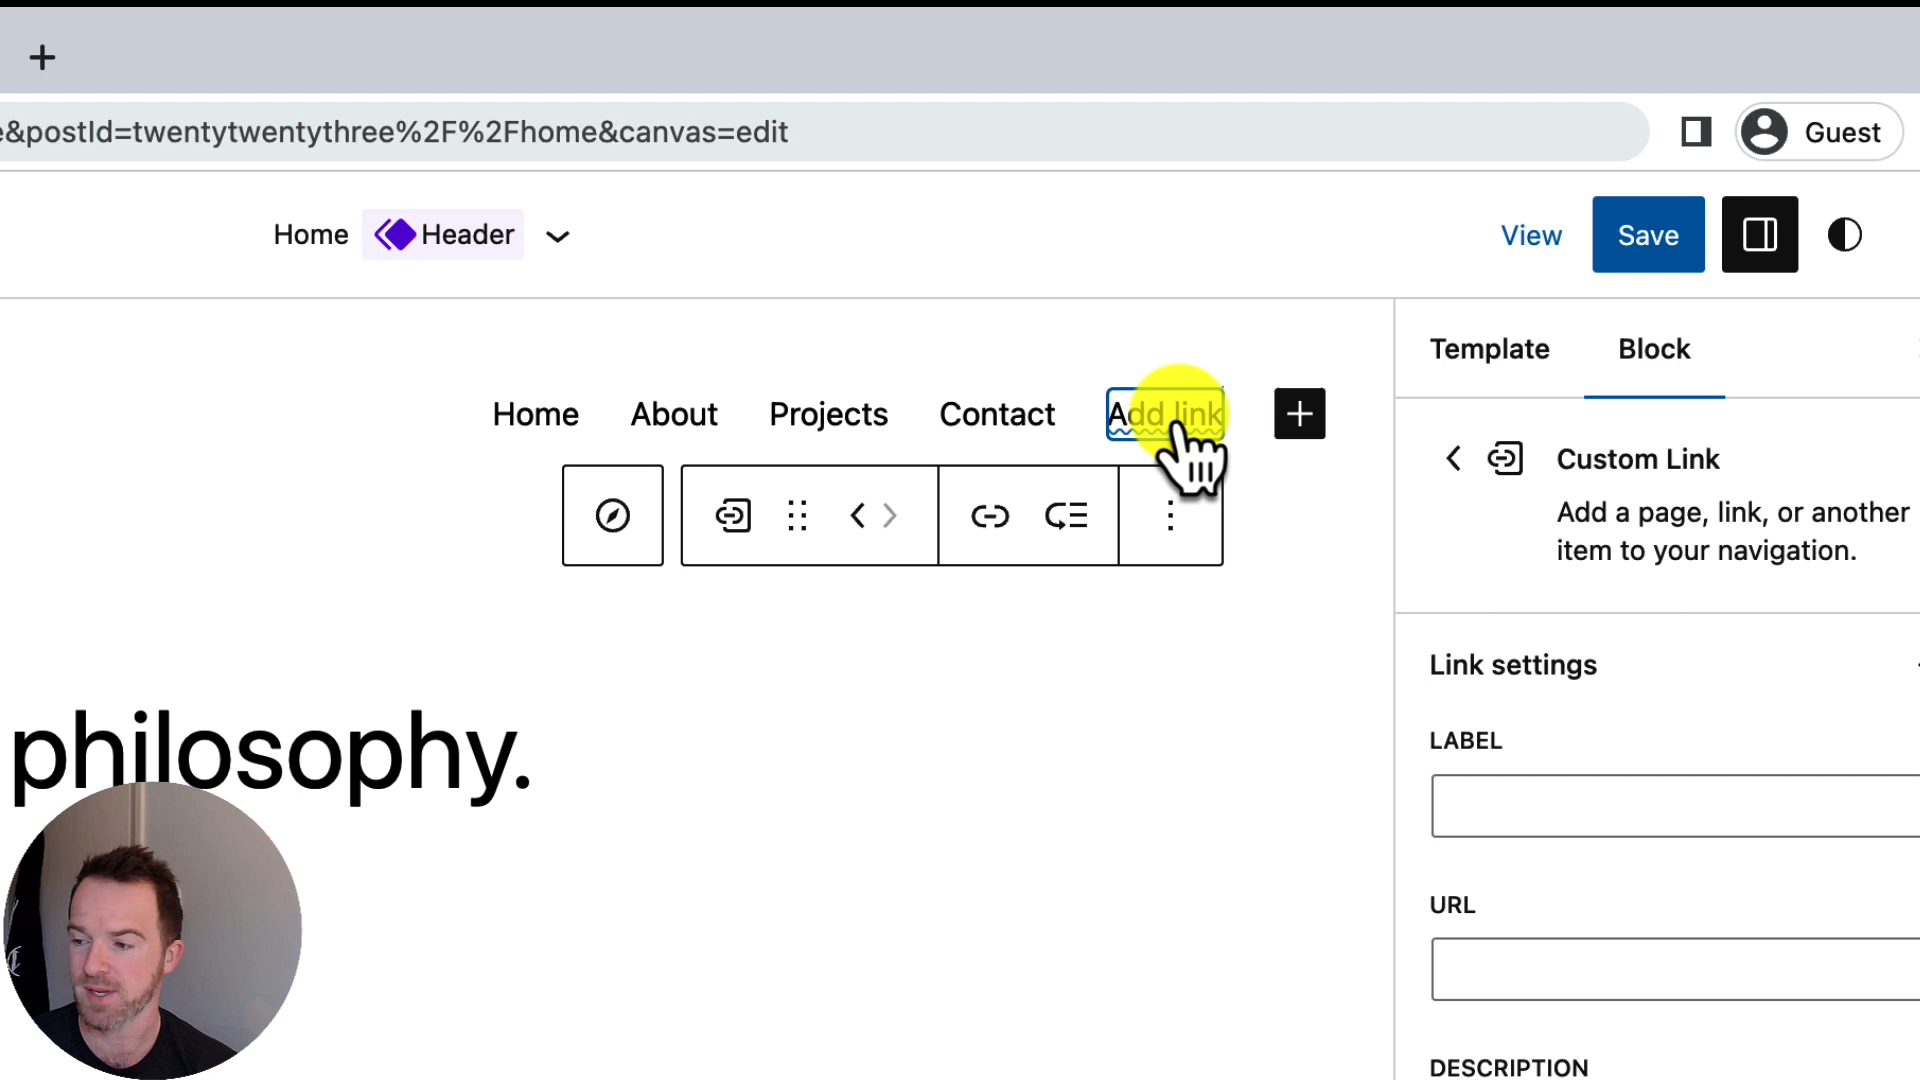 e&postId=twentytwentythree%2F%2Fhome&canvas=edit
Guest
Home
Header
View
Save
Template
Block
Home
About
Projects
Contact
Add link
Custom Link
Add a page, link, or another
item to your navigation.
Link settings
LABEL
philosophy.
URL
DESCRIPTION